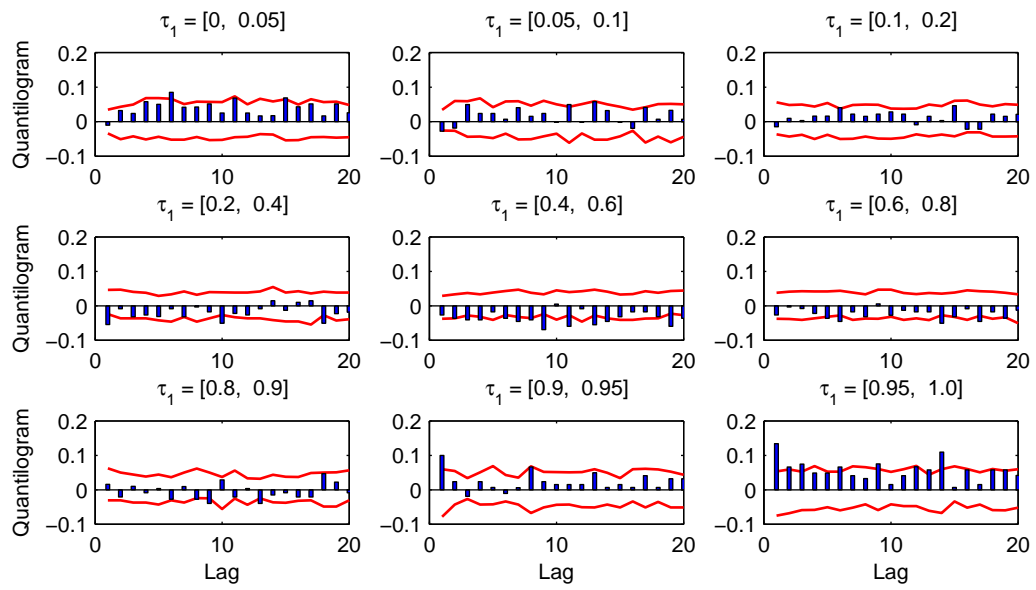 τ1 = [0, 0.05] τ1 = [0.05, 0.1] τ1 = [0.1, 0.2]
Quantilogram
0.2 0.2 0.2
0.1 0.1 0.1
0 0 0
−0.1 −0.1 −0.1
0 10 20 0 10 20 0 10 20
τ1 = [0.2, 0.4] τ1 = [0.4, 0.6] τ1 = [0.6, 0.8]
Quantilogram
0.2 0.2 0.2
0.1 0.1 0.1
0 0 0
−0.1 −0.1 −0.1
0 10 20 0 10 20 0 10 20
τ1 = [0.8, 0.9] τ1 = [0.9, 0.95] τ1 = [0.95, 1.0]
Quantilogram
0.2 0.2 0.2
0.1 0.1 0.1
0 0 0
−0.1 −0.1 −0.1
0 10 20 0 10 20 0 10 20
Lag Lag Lag